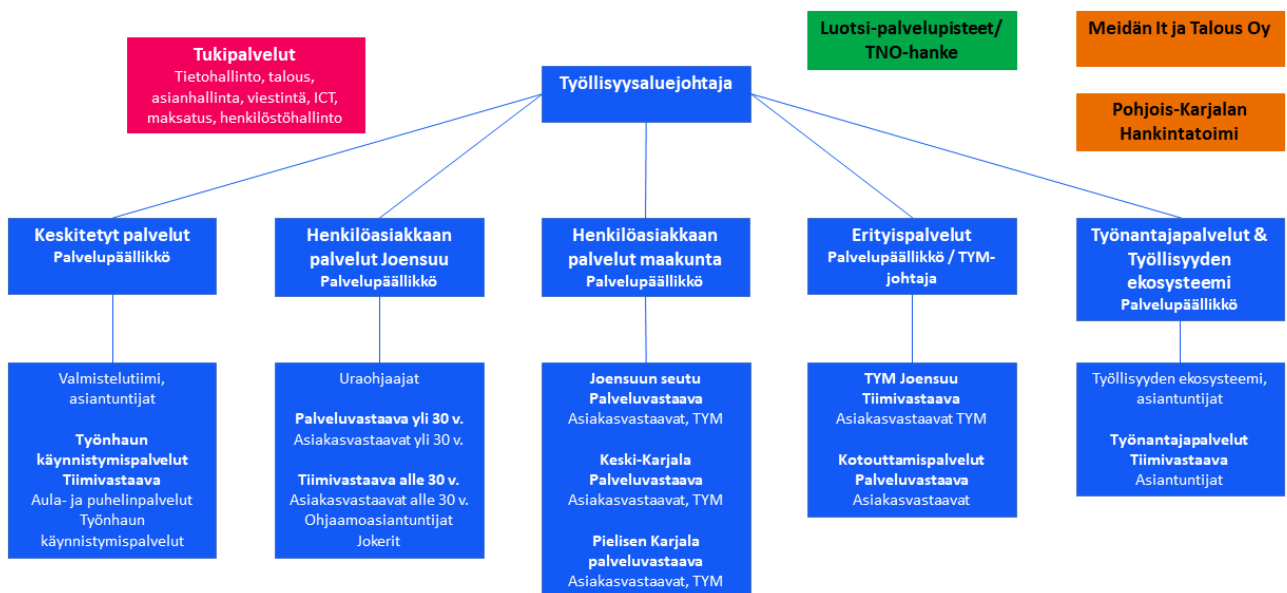 Tukipalvelut
Tietohallinto, talous,
asianhallinta, viestintä, ICT,
maksatus, henkilöstöhallinto
Työllisyysaluejohtaja
Luotsi-palvelupisteet/
TNO-hanke
Meidän It ja Talous Oy
Pohjois-Karjalan
Hankintatoimi
Keskitetyt palvelut
Palvelupäällikkö
Henkilöasiakkaan
palvelut Joensuu
Palvelupäällikkö
Henkilöasiakkaan
palvelut maakunta
Palvelupäällikkö
Erityispalvelut
Palvelupäällikkö / TYM-
johtaja
Työnantajapalvelut &
Työllisyyden
ekosysteemi
Palvelupäällikkö
Valmistelutiimi,
asiantuntijat
Työnhaun
käynnistymispalvelut
Tiimivastaava
Aula- ja puhelinpalvelut
Työnhaun
käynnistymispalvelut
Uraohjaajat
Palveluvastaava yli 30 v.
Asiakasvastaavat yli 30 v.
Tiimivastaava alle 30 v.
Asiakasvastaavat alle 30 v.
Ohjaamoasiantuntijat
Jokerit
Joensuun seutu
Palveluvastaava
Asiakasvastaavat, TYM
Keski-Karjala
Palveluvastaava
Asiakasvastaavat, TYM
Pielisen Karjala
palveluvastaava
Asiakasvastaavat, TYM
TYM Joensuu
Tiimivastaava
Asiakasvastaavat TYM
Kotouttamispalvelut
Palveluvastaava
Asiakasvastaavat
Työllisyyden ekosysteemi,
asiantuntijat
Työnantajapalvelut
Tiimivastaava
Asiantuntijat